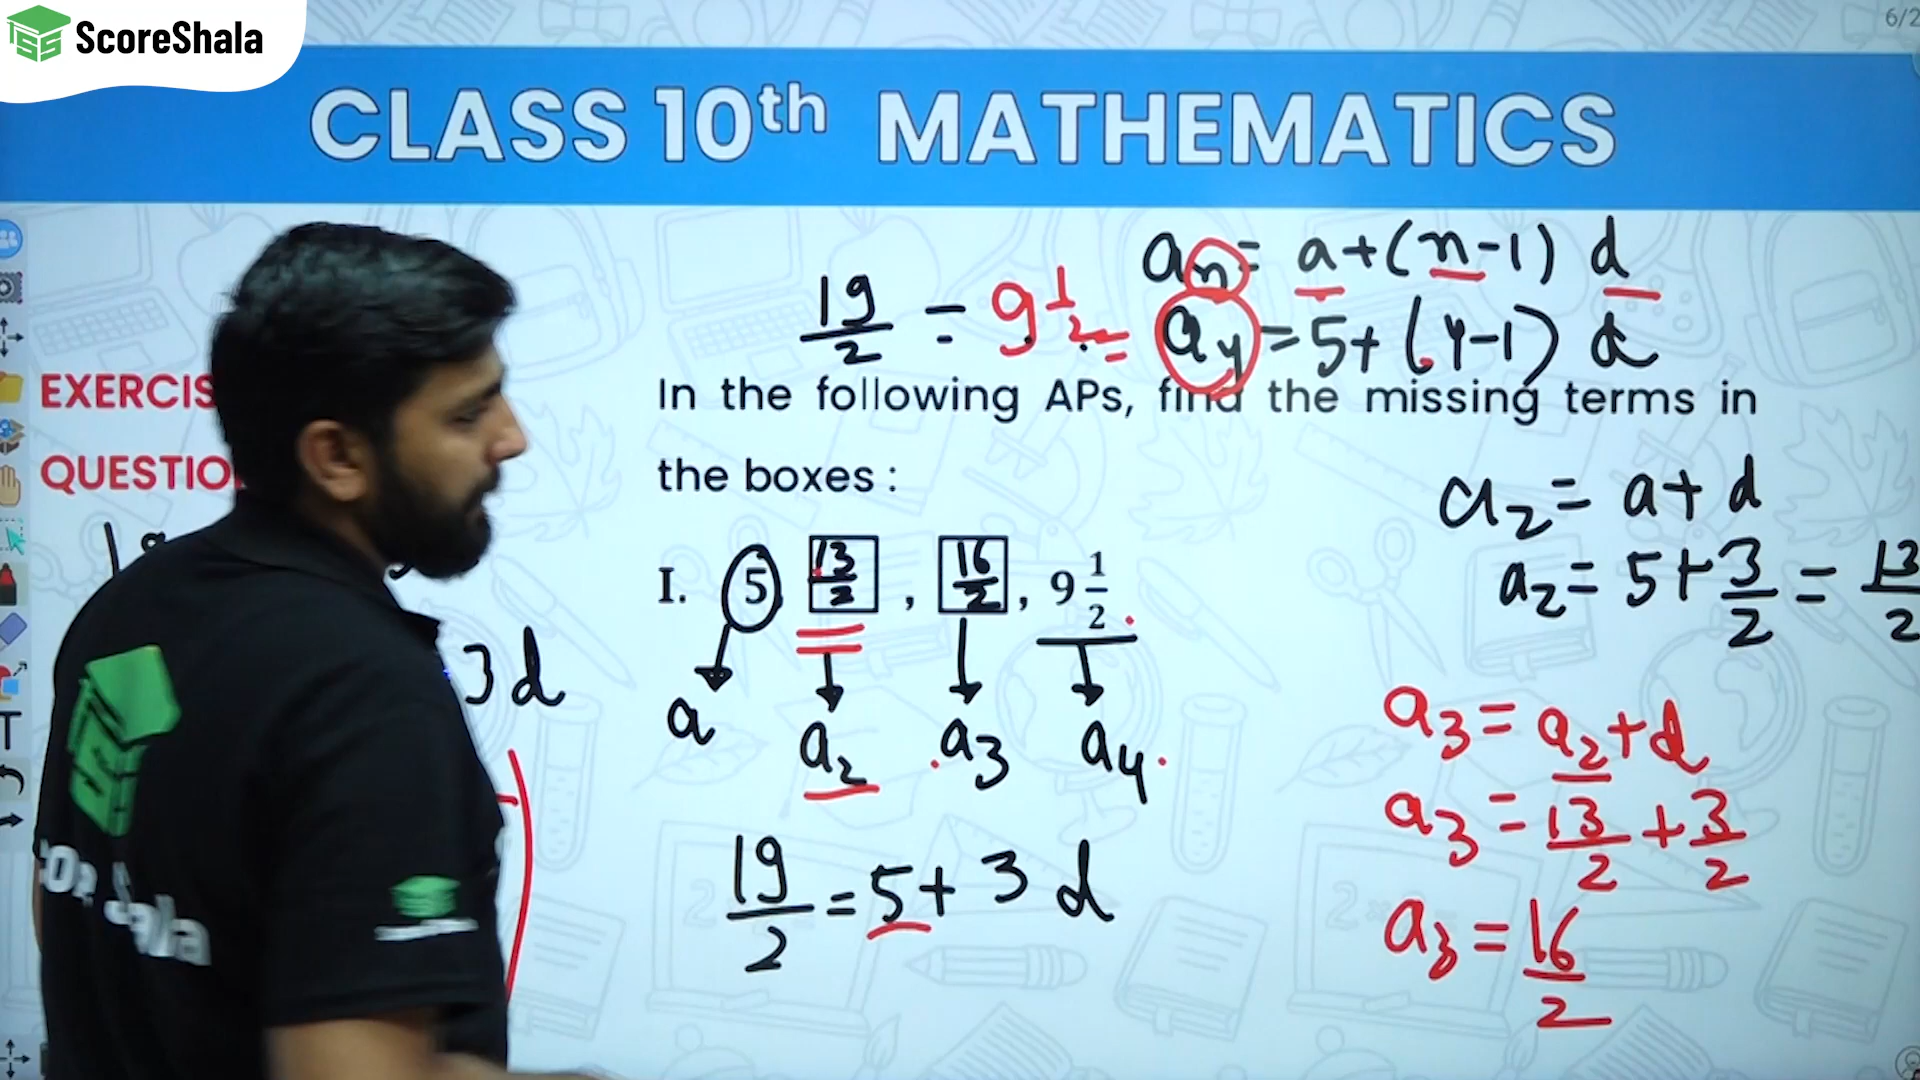 ScoreShala
6/2
CLASS 10th MATHEMATICS
an = a + (n-1) d
19/2 = 9 1/2 =
a4 = 5 + (4-1) d
EXERCIS
In the following APs, find the missing terms in
QUESTIO
the boxes :
a2 = a + d
I. 5, 13/2, 16/2, 9 1/2
a2 = 5 + 3/2 = 13/2
3d
a a2 a3 a4
a3 = a2 + d
a3 = 13/2 + 3/2
19/2 = 5 + 3 d
a3 = 16/2